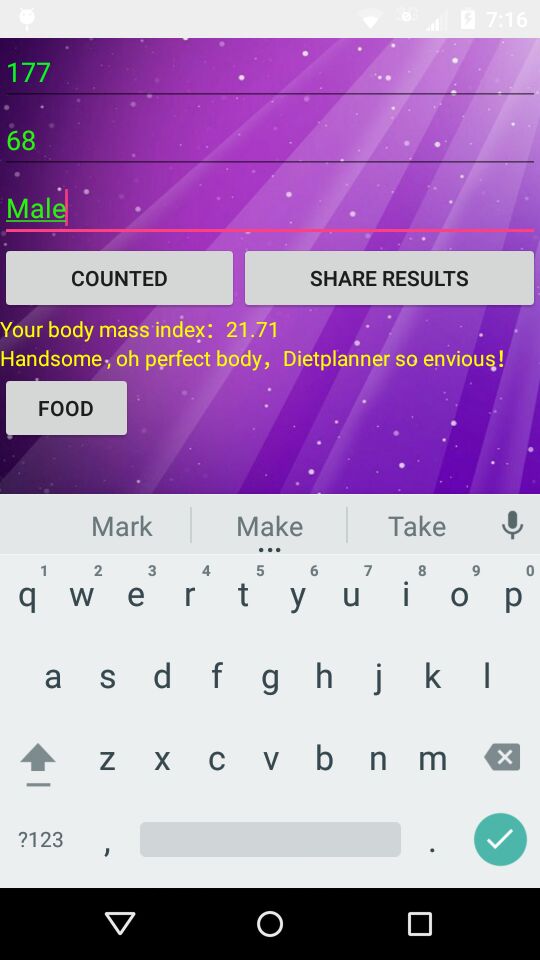 7:16
177
68
Male
COUNTED SHARE RESULTS
Your body mass index：21.71
Handsome , oh perfect body，Dietplanner so envious！
FOOD
Mark Make Take
1 2 3 4 5 6 7 8 9 0
q w e r t y u i o p
a s d f g h j k l
z x c v b n m
?123 , .